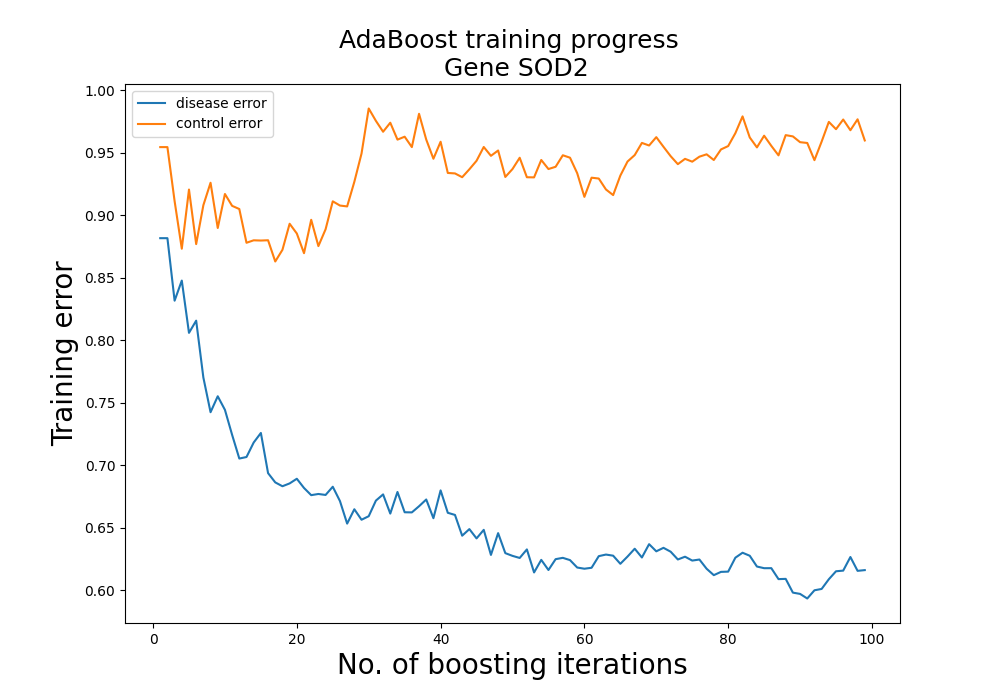 AdaBoost training progress
Gene SOD2
disease error
control error
1.00
0.95
0.90
0.85
0.80
0.75
0.70
0.65
0.60
Training error
0
20
40
60
80
100
No. of boosting iterations